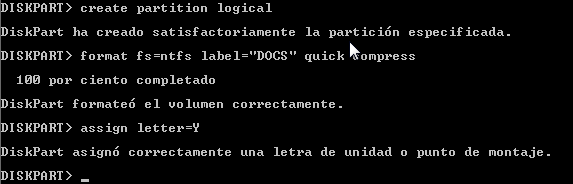 DISKPART> create partition logical
DiskPart ha creado satisfactoriamente la partición especificada.
DISKPART> format fs=ntfs label="DOCS" quick compress
100 por ciento completado
DiskPart formateó el volumen correctamente.
DISKPART> assign letter=Y
DiskPart asignó correctamente una letra de unidad o punto de montaje.
DISKPART> _